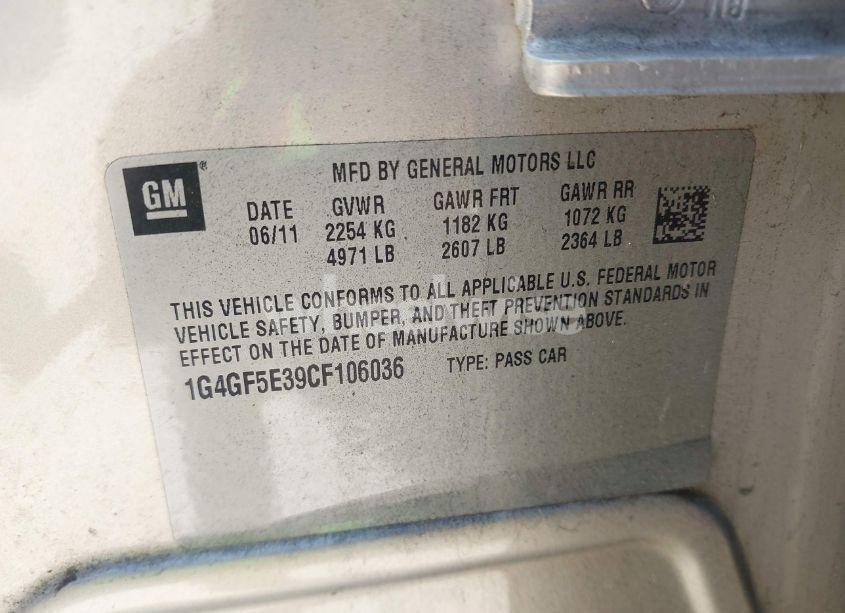 MFD BY GENERAL MOTORS LLC
GM®
DATE GVWR GAWR FRT GAWR RR
06/11 2254 KG 1182 KG 1072 KG
4971 LB 2607 LB 2364 LB
THIS VEHICLE CONFORMS TO ALL APPLICABLE U.S. FEDERAL MOTOR
VEHICLE SAFETY, BUMPER, AND THEFT PREVENTION STANDARDS IN
EFFECT ON THE DATE OF MANUFACTURE SHOWN ABOVE.
1G4GF5E39CF106036 TYPE: PASS CAR